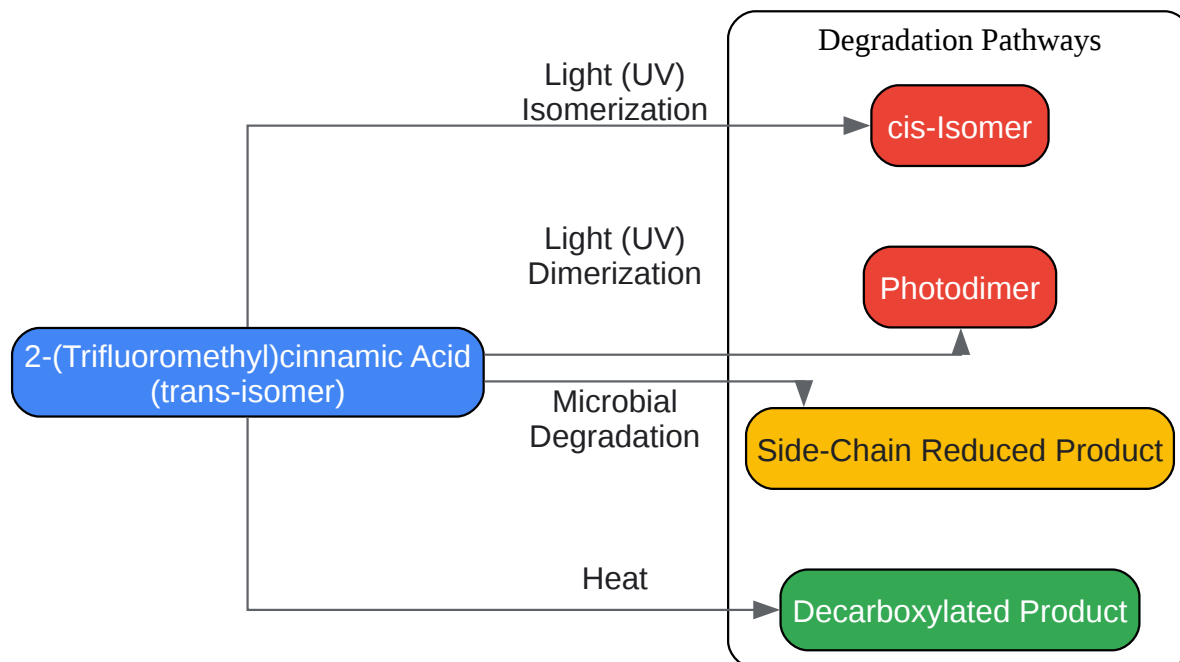 Degradation Pathways
Light (UV)
Isomerization
cis-Isomer
Light (UV)
Dimerization
Photodimer
2-(Trifluoromethyl)cinnamic Acid
(trans-isomer)
Microbial
Degradation
Side-Chain Reduced Product
Heat
Decarboxylated Product